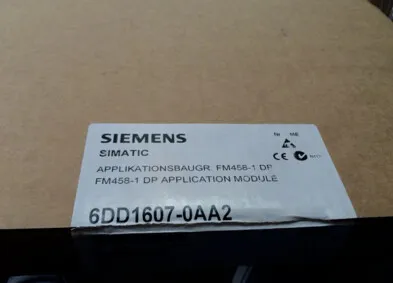 SIEMENS
SIMATIC
APPLIKATIONSBAUGR. FM458-1 DP
FM458-1 DP APPLICATION MODULE
6DD1607-0AA2